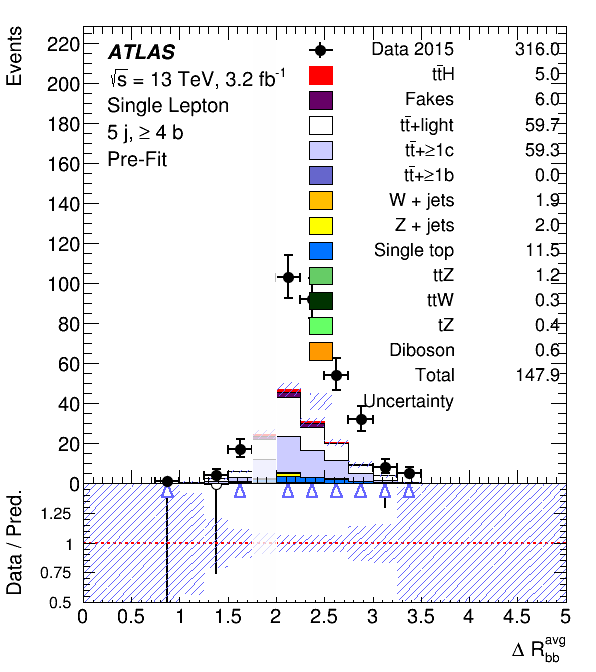 Events
220
200
180
160
140
120
100
80
60
40
20
0
ATLAS
√s = 13 TeV, 3.2 fb⁻¹
Single Lepton
5 j, ≥ 4 b
Pre-Fit
Data 2015 316.0
tt̄H 5.0
Fakes 6.0
tt̄+light 59.7
tt̄+≥1c 59.3
tt̄+≥1b 0.0
W + jets 1.9
Z + jets 2.0
Single top 11.5
ttZ 1.2
ttW 0.3
tZ 0.4
Diboson 0.6
Total 147.9
Uncertainty
Data / Pred.
1.25
1
0.75
0.5
0 0.5 1 1.5 2 2.5 3 3.5 4 4.5 5
Δ R_bb^avg